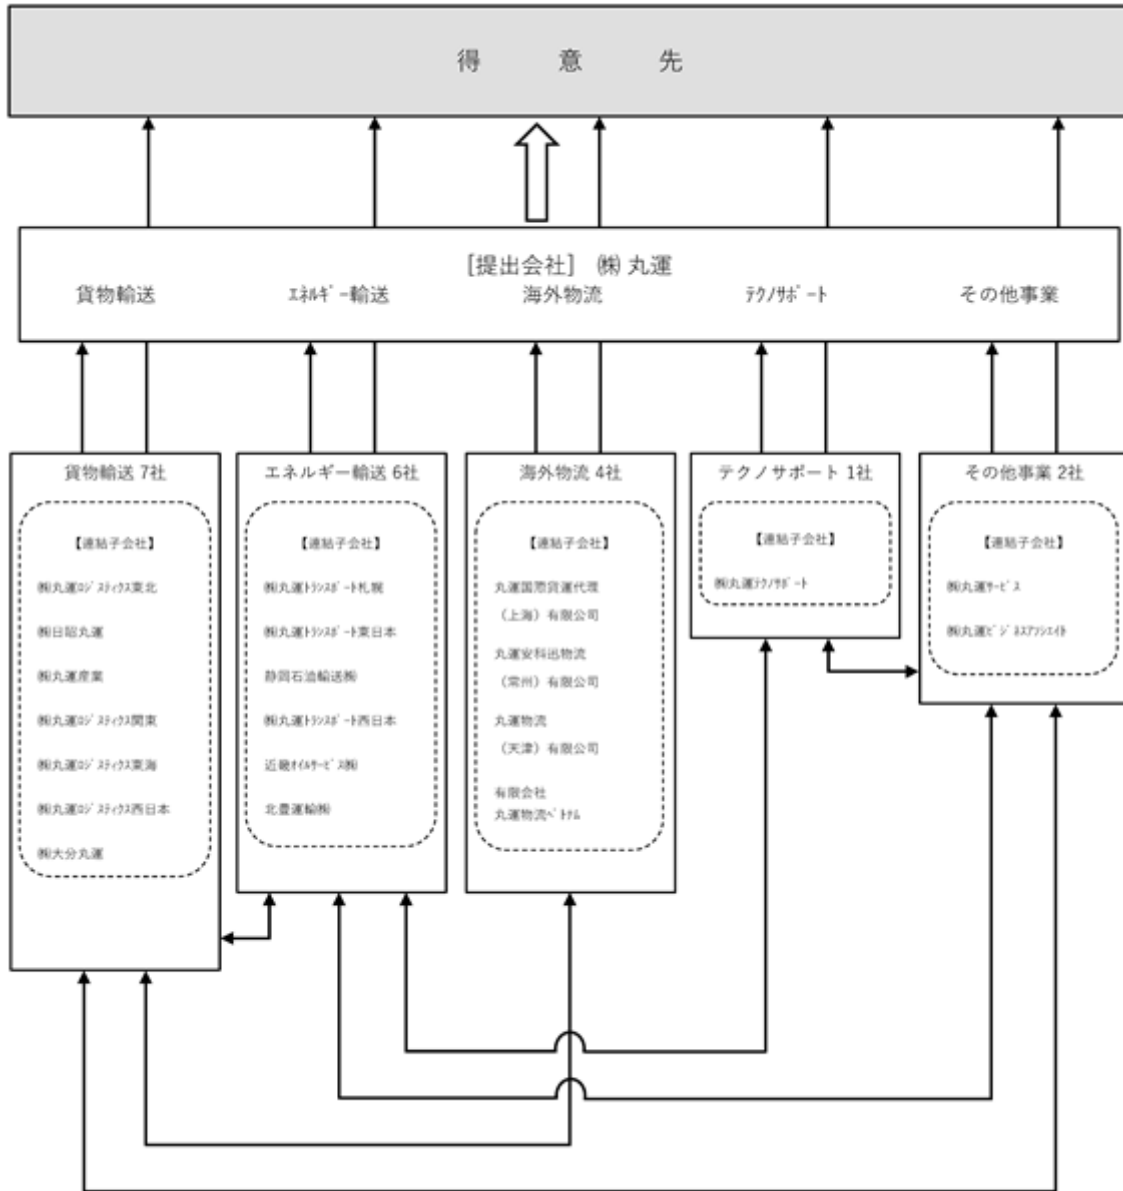 得 意 先
[提出会社] ㈱ 丸運
貨物輸送 ｴﾈﾙｷﾞｰ輸送 海外物流 ﾃｸﾉｻﾎﾟｰﾄ その他事業
貨物輸送 7社
【連結子会社】
㈱丸運ﾛｼﾞｽﾃｨｸｽ東北
㈱日昭丸運
㈱丸運産業
㈱丸運ﾛｼﾞｽﾃｨｸｽ関東
㈱丸運ﾛｼﾞｽﾃｨｸｽ東海
㈱丸運ﾛｼﾞｽﾃｨｸｽ西日本
㈱大分丸運
エネルギー輸送 6社
【連結子会社】
㈱丸運ﾄﾗﾝｽﾎﾟｰﾄ札幌
㈱丸運ﾄﾗﾝｽﾎﾟｰﾄ東日本
静岡石油輸送㈱
㈱丸運ﾄﾗﾝｽﾎﾟｰﾄ西日本
近畿ｵｲﾙｻｰﾋﾞｽ㈱
北豊運輸㈱
海外物流 4社
【連結子会社】
丸運国際貨運代理
（上海）有限公司
丸運安科迅物流
（常州）有限公司
丸運物流
（天津）有限公司
有限会社
丸運物流ﾍﾞﾄﾅﾑ
テクノサポート 1社
【連結子会社】
㈱丸運ﾃｸﾉｻﾎﾟｰﾄ
その他事業 2社
【連結子会社】
㈱丸運ｻｰﾋﾞｽ
㈱丸運ﾋﾞｼﾞﾈｽｱｿｼｴｲﾄ